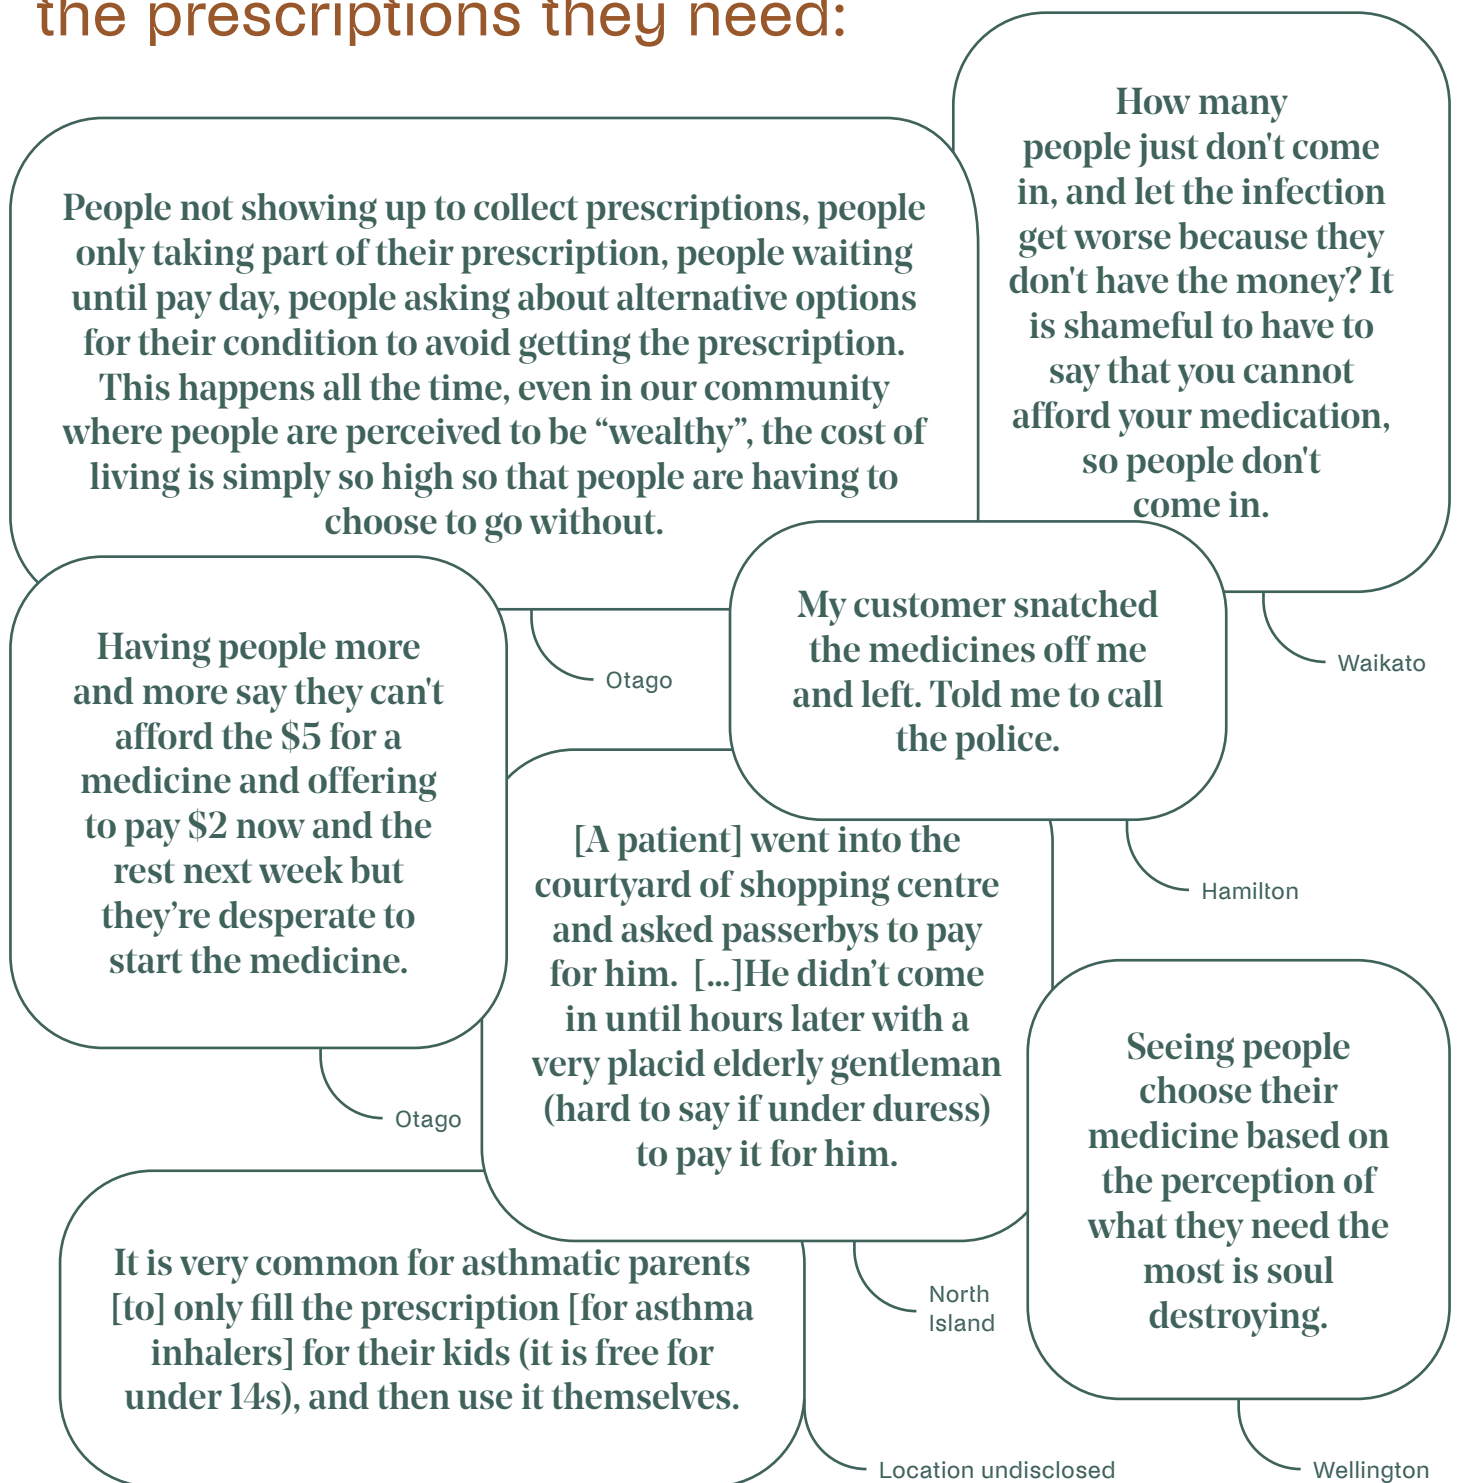 the prescriptions they need:
People not showing up to collect prescriptions, people
only taking part of their prescription, people waiting
until pay day, people asking about alternative options
for their condition to avoid getting the prescription.
This happens all the time, even in our community
where people are perceived to be “wealthy”, the cost of
living is simply so high so that people are having to
choose to go without.
Otago
How many
people just don't come
in, and let the infection
get worse because they
don't have the money? It
is shameful to have to
say that you cannot
afford your medication,
so people don't
come in.
Waikato
Having people more
and more say they can't
afford the $5 for a
medicine and offering
to pay $2 now and the
rest next week but
they’re desperate to
start the medicine.
Otago
My customer snatched
the medicines off me
and left. Told me to call
the police.
Hamilton
[A patient] went into the
courtyard of shopping centre
and asked passerbys to pay
for him. [...]He didn’t come
in until hours later with a
very placid elderly gentleman
(hard to say if under duress)
to pay it for him.
North
Island
Seeing people
choose their
medicine based on
the perception of
what they need the
most is soul
destroying.
Wellington
It is very common for asthmatic parents
[to] only fill the prescription [for asthma
inhalers] for their kids (it is free for
under 14s), and then use it themselves.
Location undisclosed